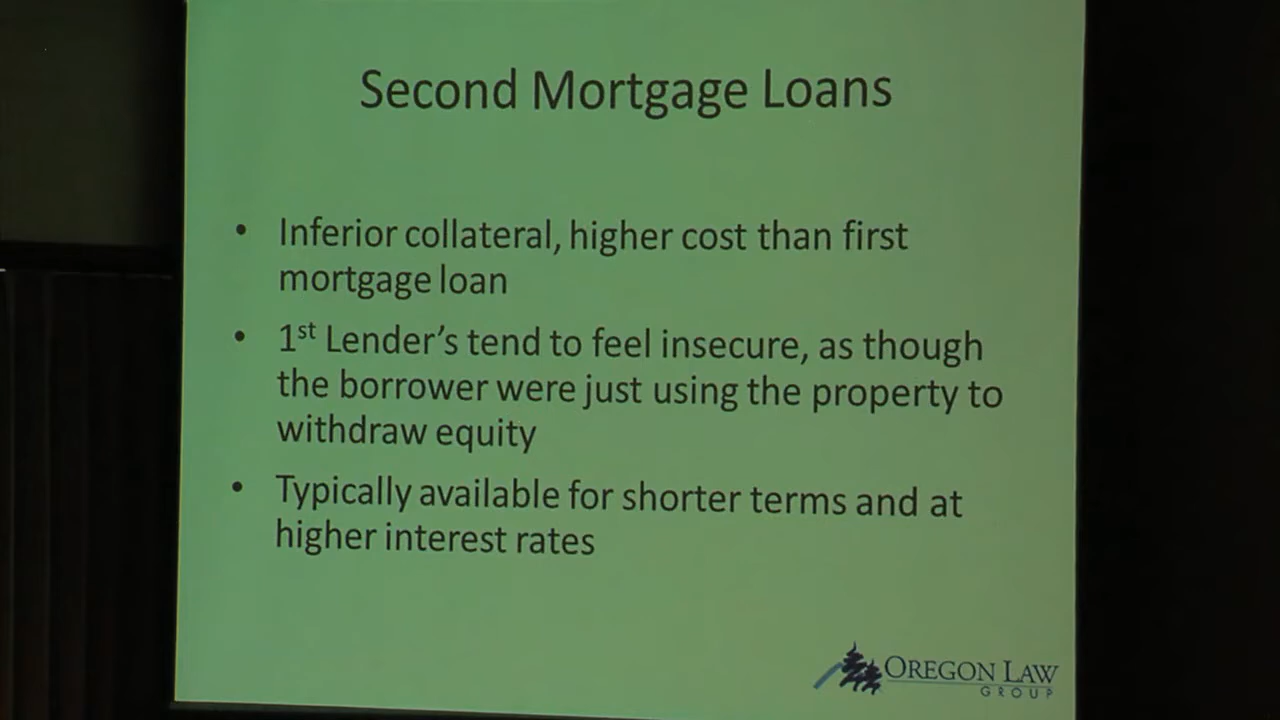 Second Mortgage Loans
• Inferior collateral, higher cost than first
mortgage loan
• 1st Lender's tend to feel insecure, as though
the borrower were just using the property to
withdraw equity
• Typically available for shorter terms and at
higher interest rates
OREGON LAW
GROUP